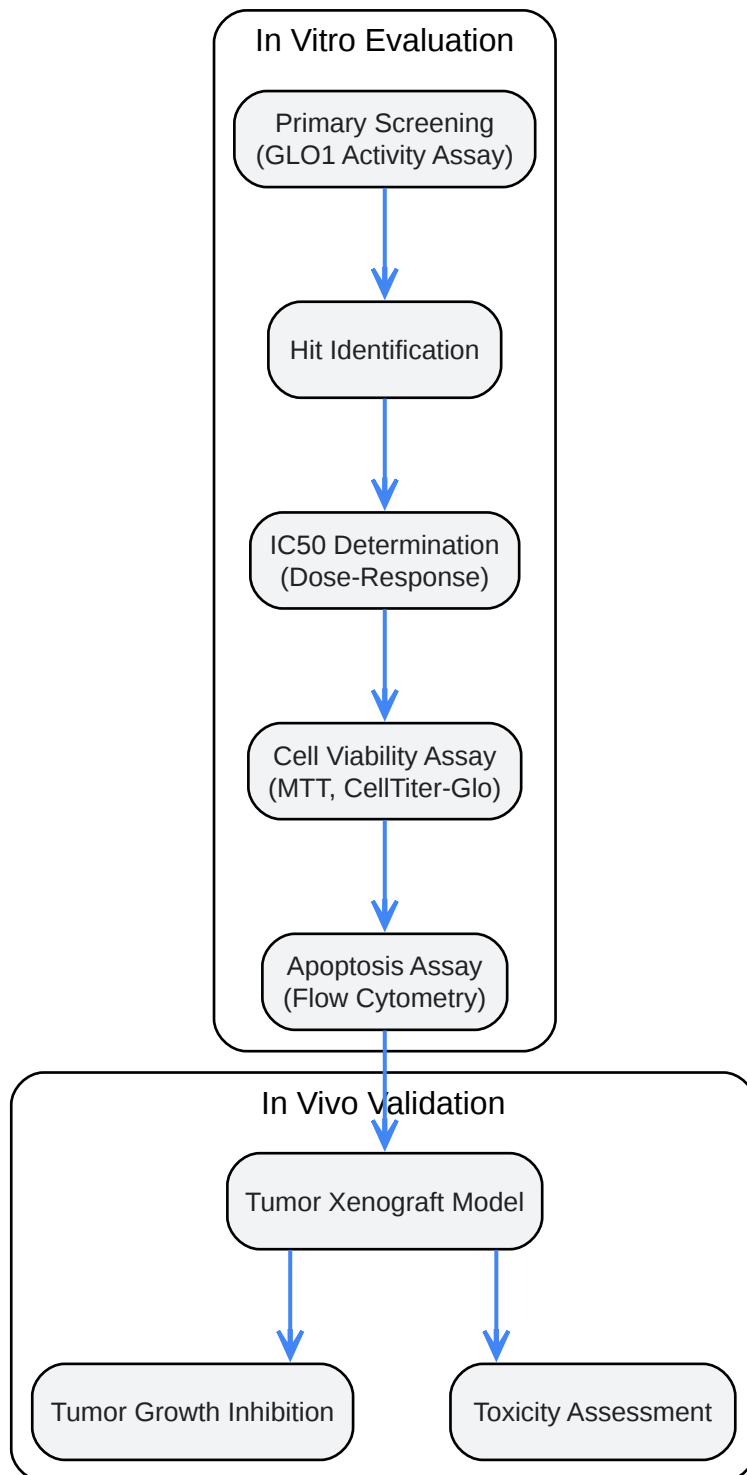 In Vitro Evaluation
Primary Screening
(GLO1 Activity Assay)
Hit Identification
IC50 Determination
(Dose-Response)
Cell Viability Assay
(MTT, CellTiter-Glo)
Apoptosis Assay
(Flow Cytometry)
In Vivo Validation
Tumor Xenograft Model
Tumor Growth Inhibition
Toxicity Assessment